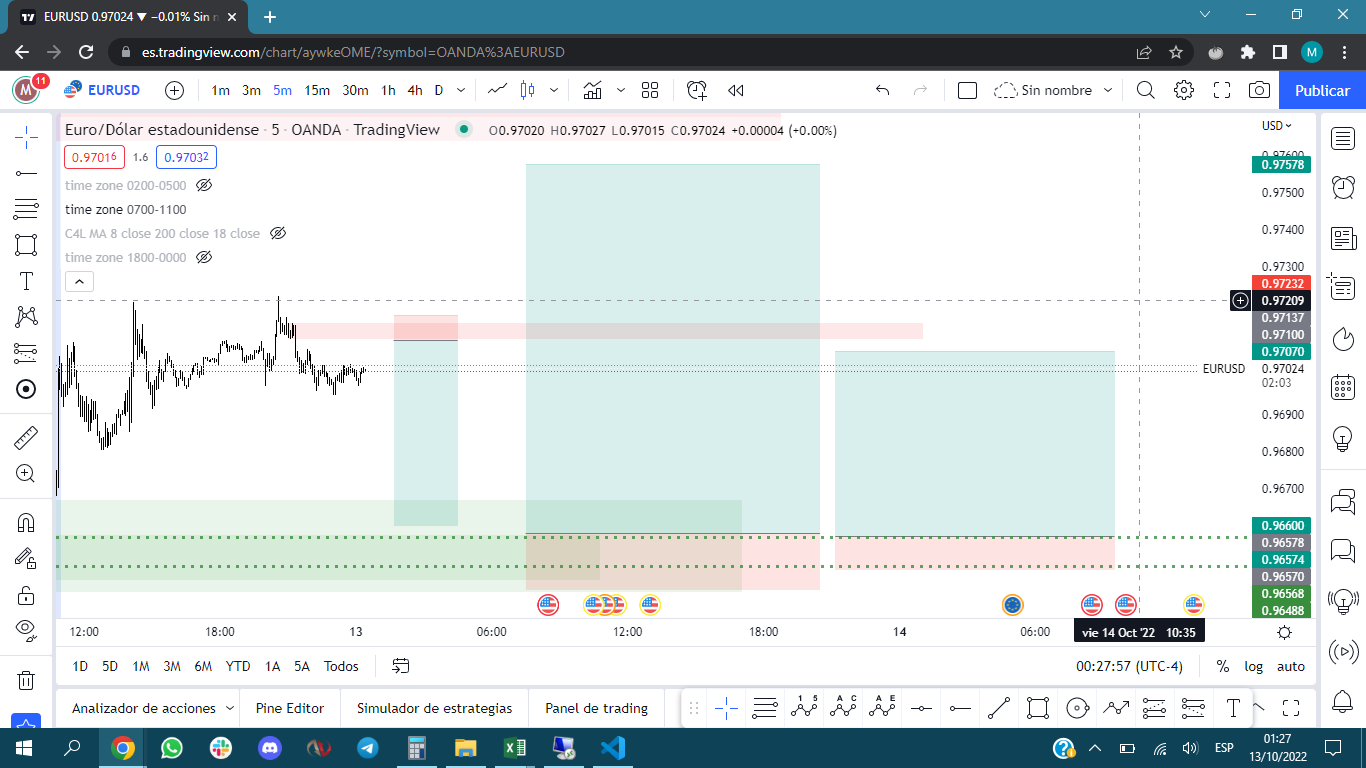 EURUSD 0.97024 ▼ −0.01% Sin n
es.tradingview.com/chart/aywkeOME/?symbol=OANDA%3AEURUSD
M
M 11
EURUSD
1m 3m 5m 15m 30m 1h 4h D
Sin nombre
Publicar
Euro/Dólar estadounidense · 5 · OANDA · TradingView
O0.97020 H0.97027 L0.97015 C0.97024 +0.00004 (+0.00%)
USD
0.97016 1.6 0.97032
time zone 0200-0500
time zone 0700-1100
C4L MA 8 close 200 close 18 close
time zone 1800-0000
0.97600
0.97578
0.97500
0.97400
0.97300
0.97232
0.97209
0.97137
0.97100
0.97070
EURUSD 0.97024
02:03
0.96900
0.96800
0.96700
0.96600
0.96578
0.96574
0.96570
0.96568
0.96488
12:00 18:00 13 06:00 12:00 18:00 14 06:00 vie 14 Oct '22 10:35
1D 5D 1M 3M 6M YTD 1A 5A Todos
00:27:57 (UTC-4) % log auto
Analizador de acciones Pine Editor Simulador de estrategias Panel de trading
1 5 A C A E T
ESP
01:27
13/10/2022